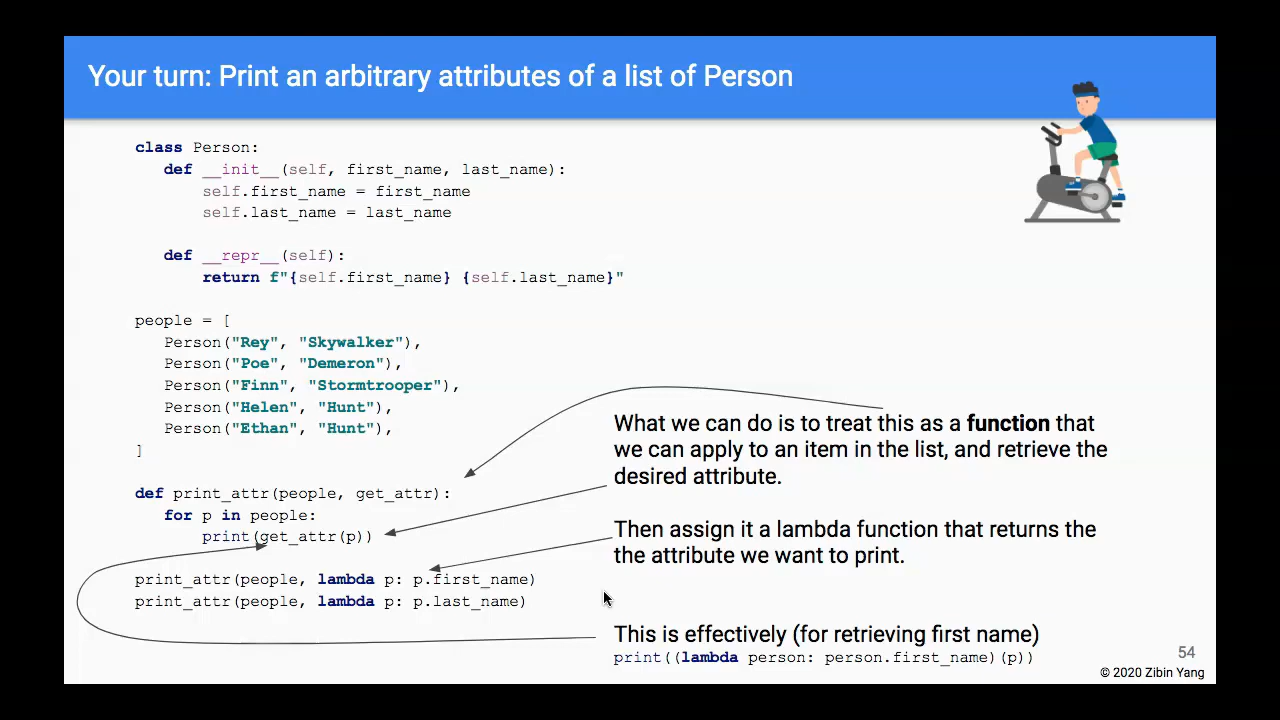 Your turn: Print an arbitrary attributes of a list of Person
class Person:
def __init__(self, first_name, last_name):
self.first_name = first_name
self.last_name = last_name
def __repr__(self):
return f"{self.first_name} {self.last_name}"
people = [
Person("Rey", "Skywalker"),
Person("Poe", "Demeron"),
Person("Finn", "Stormtrooper"),
Person("Helen", "Hunt"),
Person("Ethan", "Hunt"),
]
def print_attr(people, get_attr):
for p in people:
print(get_attr(p))
print_attr(people, lambda p: p.first_name)
print_attr(people, lambda p: p.last_name)
What we can do is to treat this as a function that
we can apply to an item in the list, and retrieve the
desired attribute.
Then assign it a lambda function that returns the
the attribute we want to print.
This is effectively (for retrieving first name)
print((lambda person: person.first_name)(p))
54
© 2020 Zibin Yang